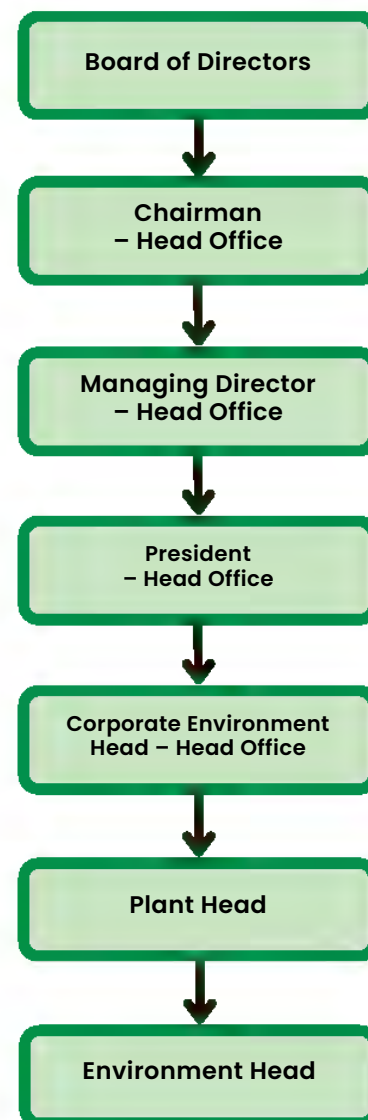 Board of Directors
Chairman
– Head Office
Managing Director
– Head Office
President
– Head Office
Corporate Environment
Head – Head Office
Plant Head
Environment Head